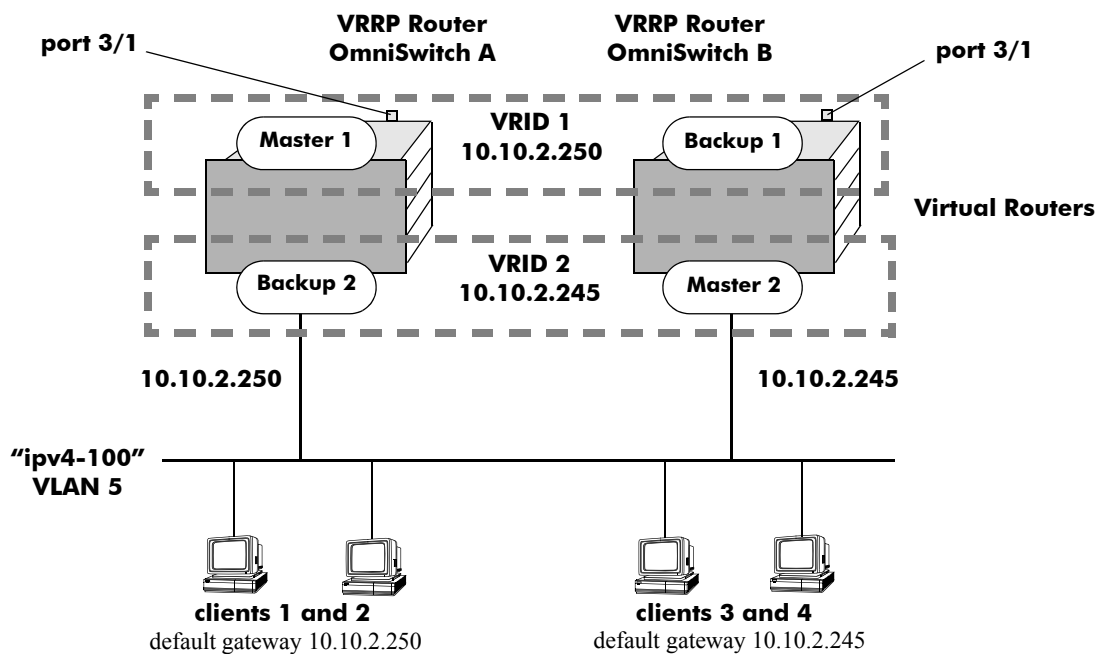 VRRP Router
OmniSwitch A
VRRP Router
OmniSwitch B
port 3/1
port 3/1
Master 1
VRID 1
10.10.2.250
Backup 1
Virtual Routers
Backup 2
VRID 2
10.10.2.245
Master 2
10.10.2.250
10.10.2.245
“ipv4-100”
VLAN 5
clients 1 and 2
default gateway 10.10.2.250
clients 3 and 4
default gateway 10.10.2.245